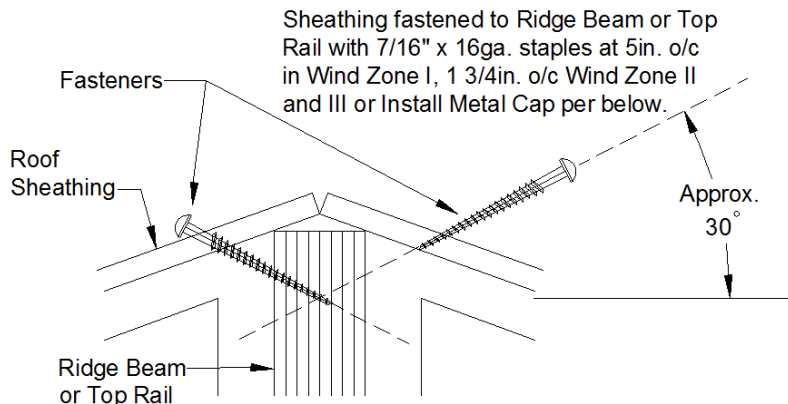 Sheathing fastened to Ridge Beam or Top
Rail with 7/16" x 16ga. staples at 5in. o/c
in Wind Zone I, 1 3/4in. o/c Wind Zone II
and III or Install Metal Cap per below.
Fasteners
Roof
Sheathing
Approx.
30°
Ridge Beam
or Top Rail